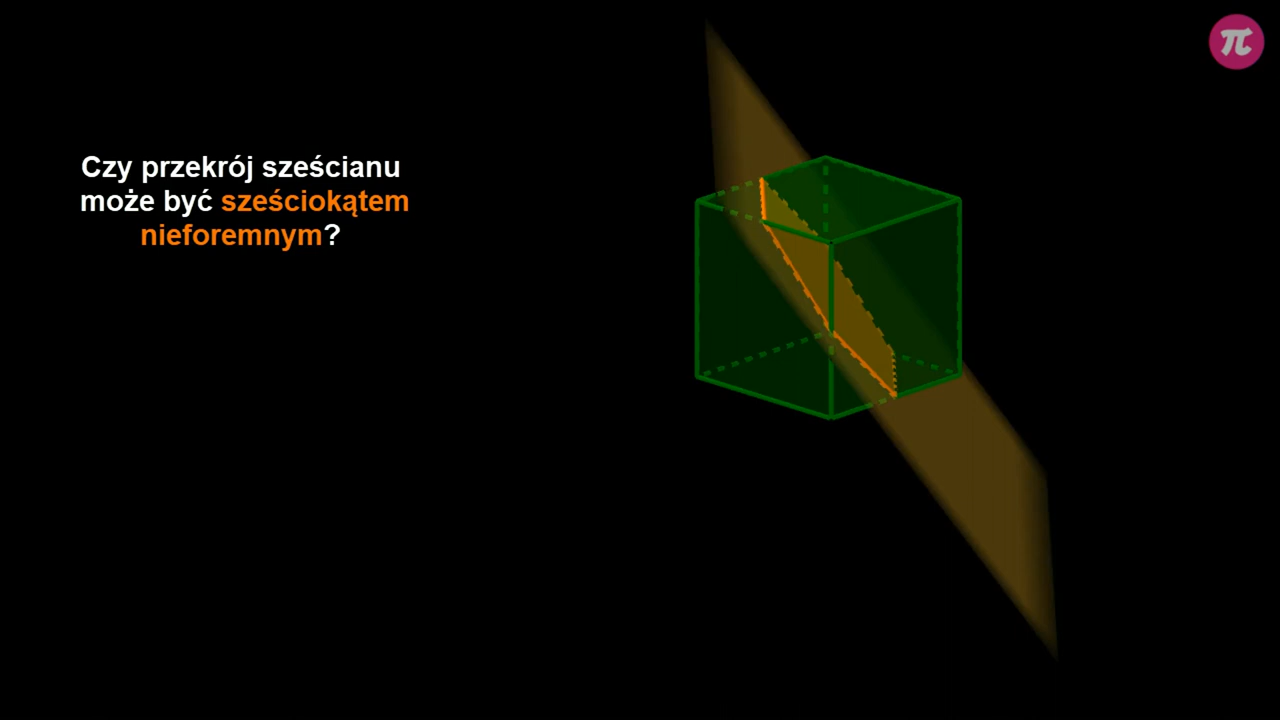 Czy przekrój sześcianu
może być sześciokątem
nieforemnym?
π